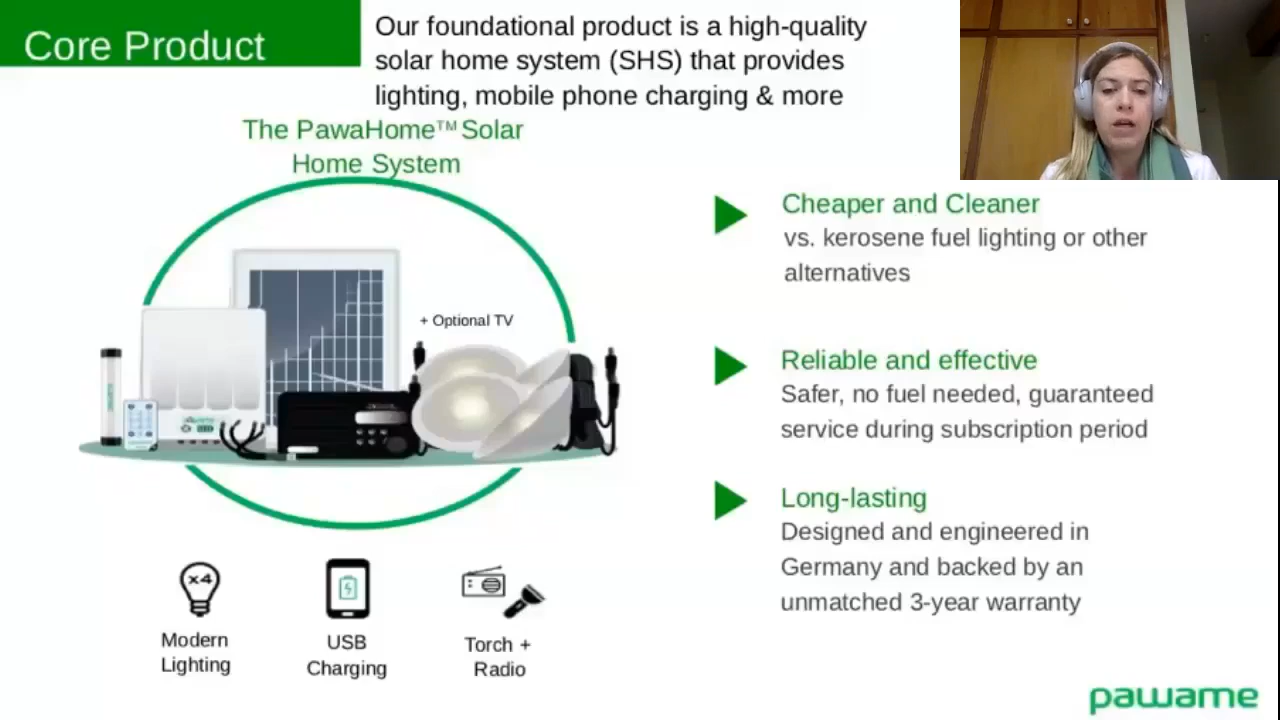 Core Product
Our foundational product is a high-quality
solar home system (SHS) that provides
lighting, mobile phone charging & more
The PawaHome™ Solar
Home System
+ Optional TV
x4
Modern
Lighting
USB
Charging
Torch +
Radio
Cheaper and Cleaner
vs. kerosene fuel lighting or other
alternatives
Reliable and effective
Safer, no fuel needed, guaranteed
service during subscription period
Long-lasting
Designed and engineered in
Germany and backed by an
unmatched 3-year warranty
pawame